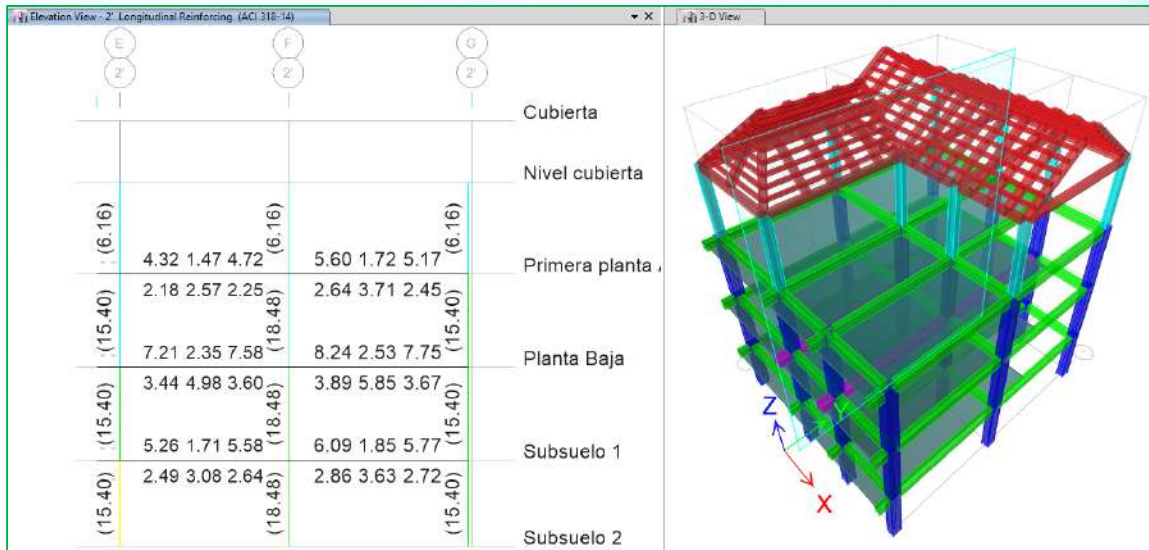 Elevation View - 2' Longitudinal Reinforcing (ACI 318-14)
3-D View
E F G
2' 2' 2'
Cubierta
Nivel cubierta
(6.16) (6.16) (6.16)
4.32 1.47 4.72 5.60 1.72 5.17
Primera planta
2.18 2.57 2.25 2.64 3.71 2.45
(15.40) (18.48) (15.40)
7.21 2.35 7.58 8.24 2.53 7.75
Planta Baja
3.44 4.98 3.60 3.89 5.85 3.67
(15.40) (18.48) (15.40)
5.26 1.71 5.58 6.09 1.85 5.77
Subsuelo 1
2.49 3.08 2.64 2.86 3.63 2.72
(15.40) (18.48) (15.40)
Subsuelo 2
Z
Y
X